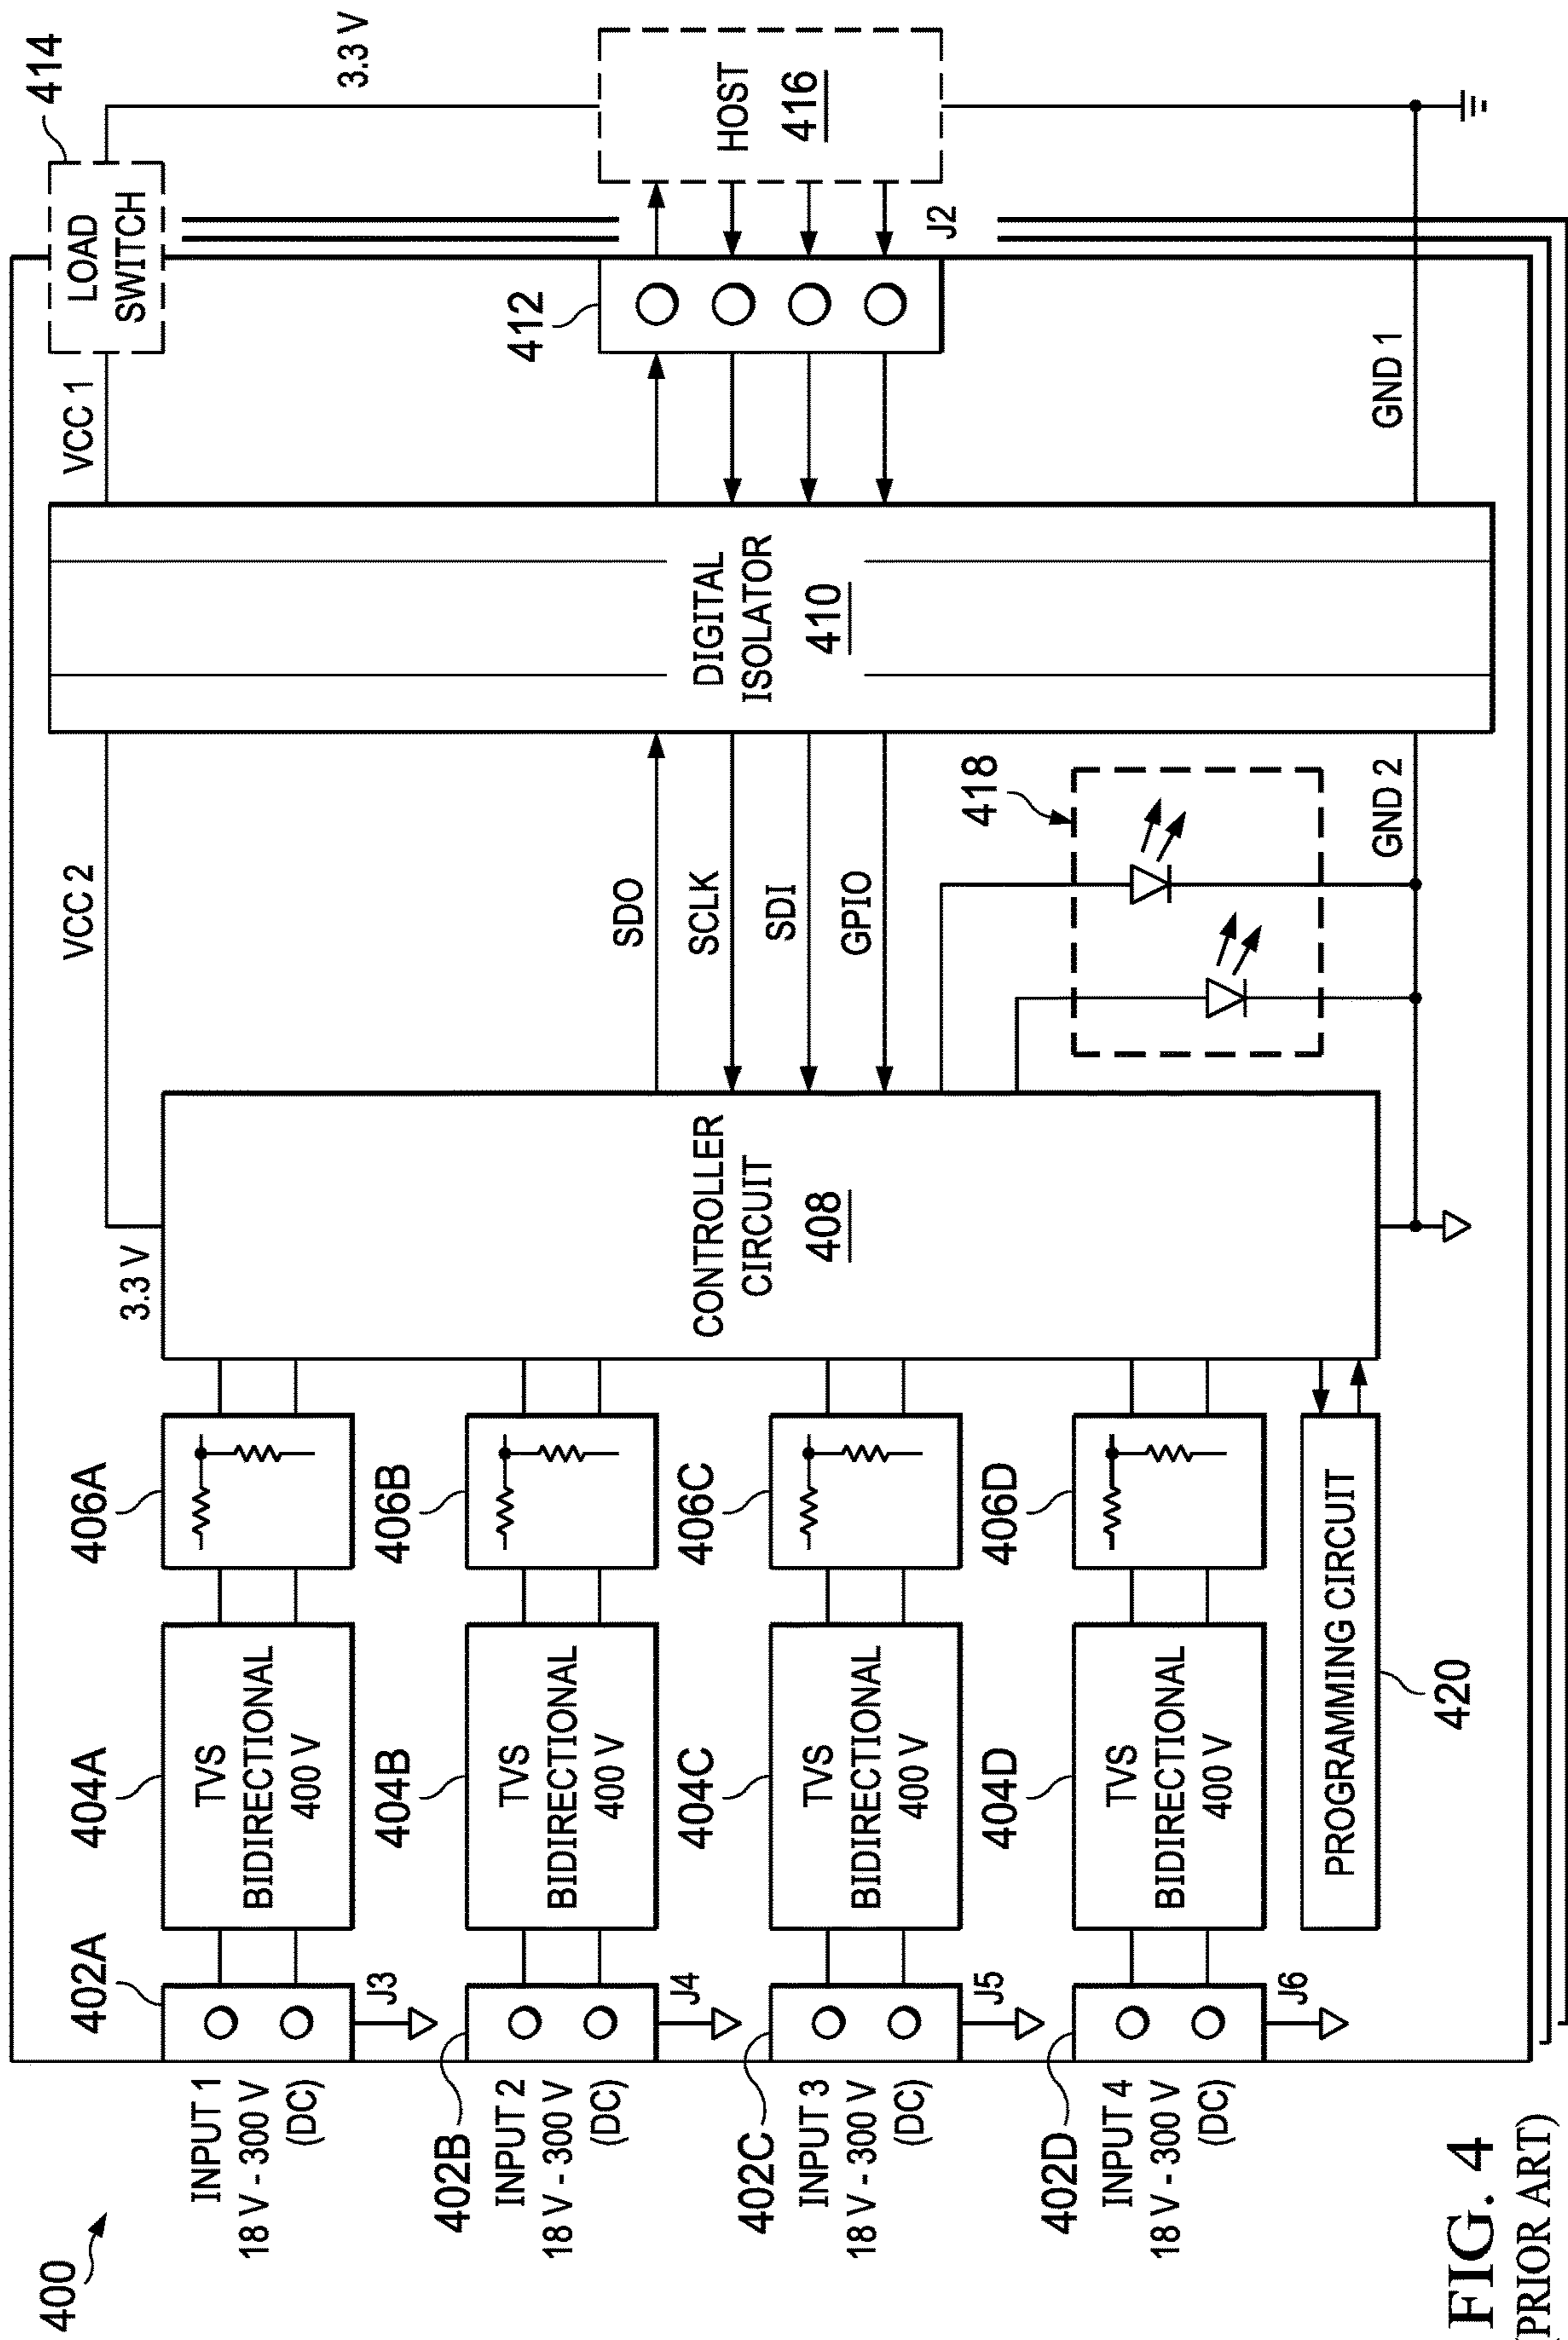 400
INPUT 1
18 V - 300 V
(DC)
402A
J3
404A
TVS
BIDIRECTIONAL
400 V
406A
402B
INPUT 2
18 V - 300 V
(DC)
J4
404B
TVS
BIDIRECTIONAL
400 V
406B
402C
INPUT 3
18 V - 300 V
(DC)
J5
404C
TVS
BIDIRECTIONAL
400 V
406C
402D
INPUT 4
18 V - 300 V
(DC)
J6
404D
TVS
BIDIRECTIONAL
400 V
406D
PROGRAMMING CIRCUIT
420
3.3 V
CONTROLLER
CIRCUIT
408
VCC 2
SDO
SCLK
SDI
GPIO
418
GND 2
DIGITAL
ISOLATOR
410
VCC 1
412
J2
GND 1
LOAD
SWITCH
414
3.3 V
HOST
416
FIG. 4
(PRIOR ART)